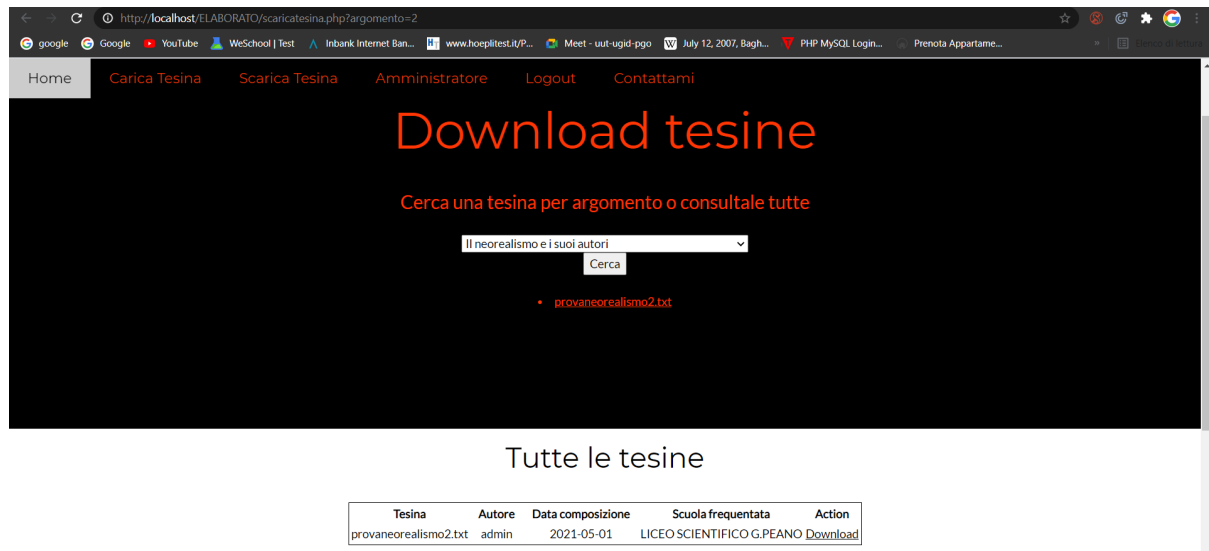 http://localhost/ELABORATO/scaricatesina.php?argomento=2
google Google YouTube WeSchool | Test Inbank Internet Ban... www.hoeplitest.it/P... Meet - uut-ugid-pgo July 12, 2007, Bagh... PHP MySQL Login... Prenota Appartame... » Elenco di lettura
Home Carica Tesina Scarica Tesina Amministratore Logout Contattami
Download tesine
Cerca una tesina per argomento o consultale tutte
Il neorealismo e i suoi autori
Cerca
• provaneorealismo2.txt
Tutte le tesine
Tesina Autore Data composizione Scuola frequentata Action
provaneorealismo2.txt admin 2021-05-01 LICEO SCIENTIFICO G.PEANO Download